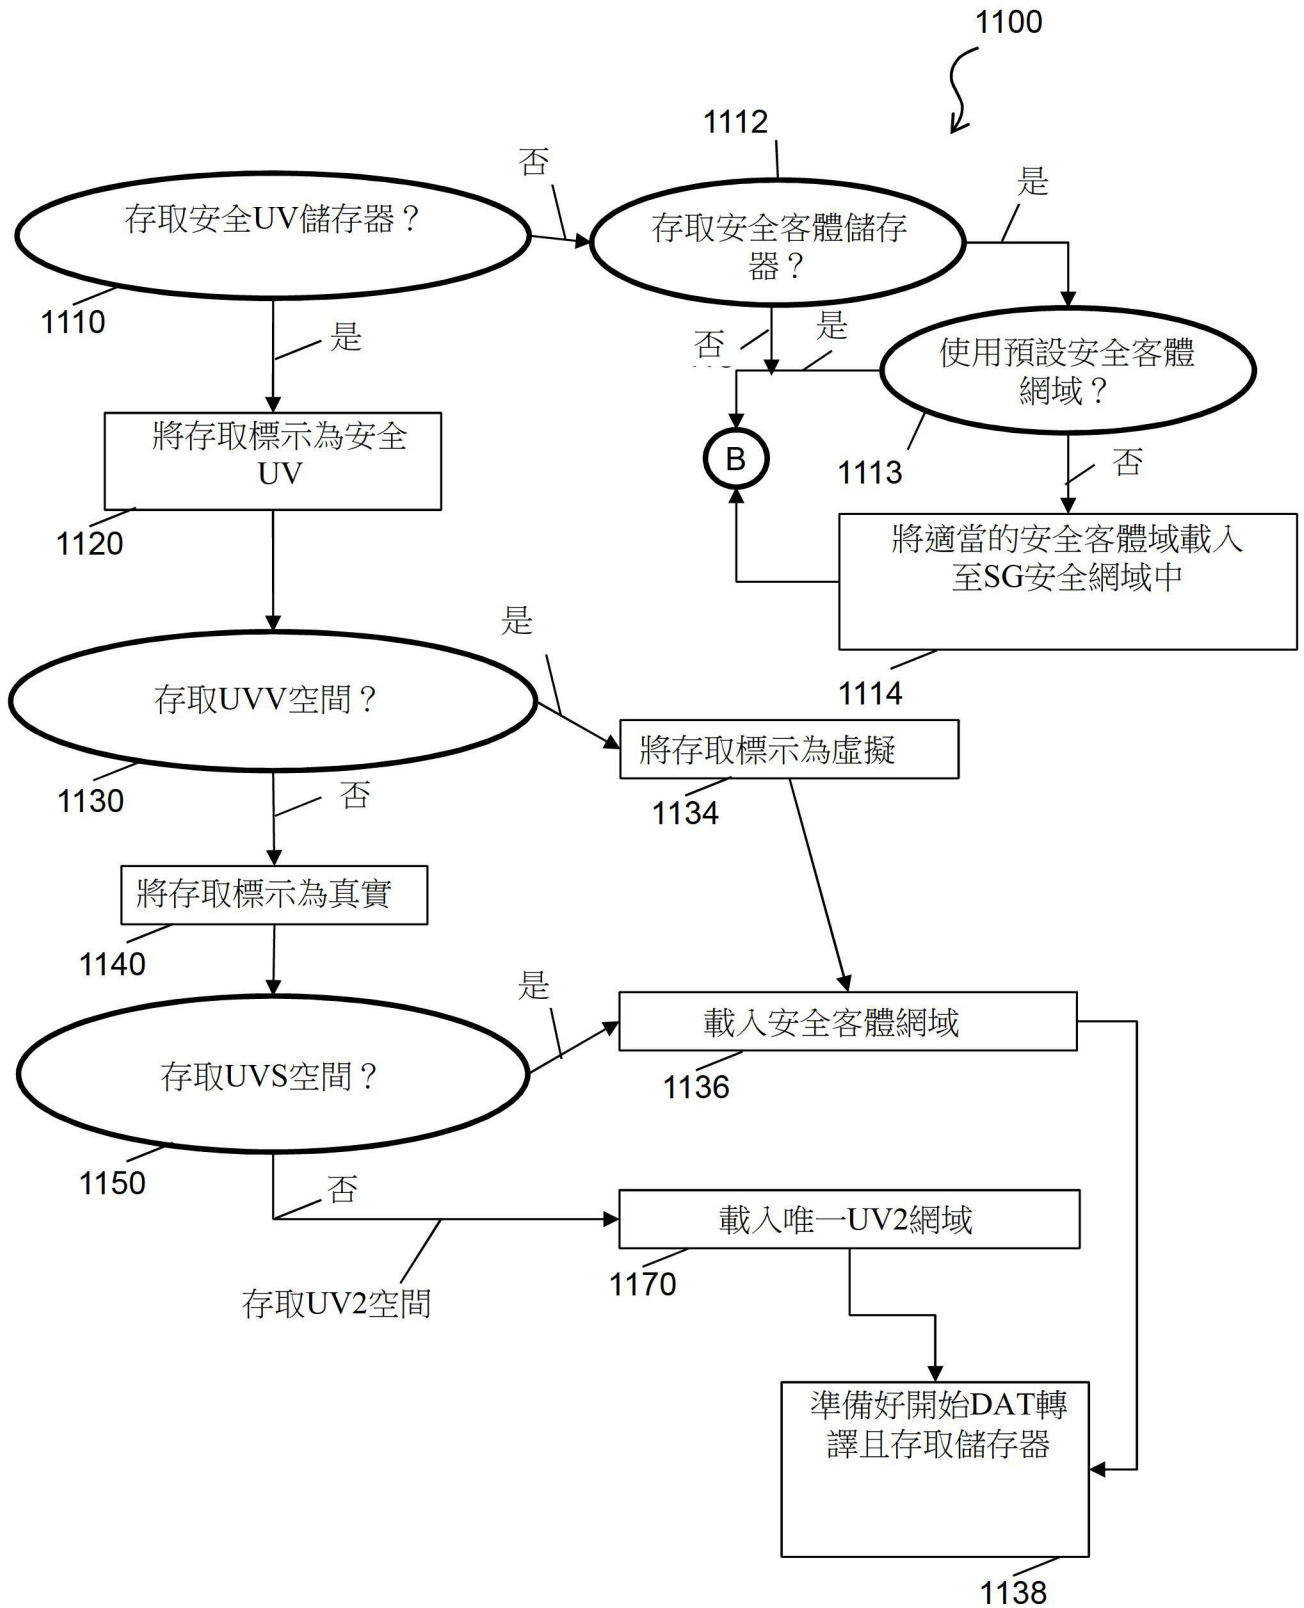 1100
1112
否
是
存取安全UV儲存器？
存取安全客體儲存
器？
1110
是
否
是
使用預設安全客體
網域？
將存取標示為安全
UV
B
1113
否
1120
將適當的安全客體域載入
至SG安全網域中
是
1114
存取UVV空間？
將存取標示為虛擬
1130
否
1134
將存取標示為真實
1140
是
載入安全客體網域
存取UVS空間？
1136
1150
否
載入唯一UV2網域
1170
存取UV2空間
準備好開始DAT轉
譯且存取儲存器
1138